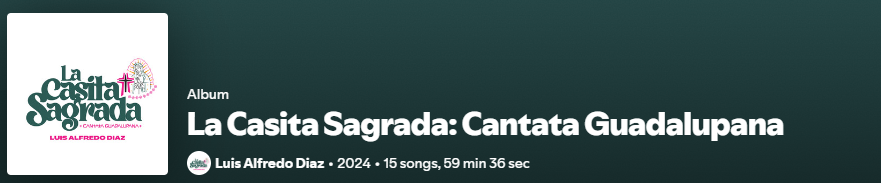 La
Casita
Sagrada
• CANTATA GUADALUPANA •
LUIS ALFREDO DIAZ
Album
La Casita Sagrada: Cantata Guadalupana
Luis Alfredo Diaz • 2024 • 15 songs, 59 min 36 sec